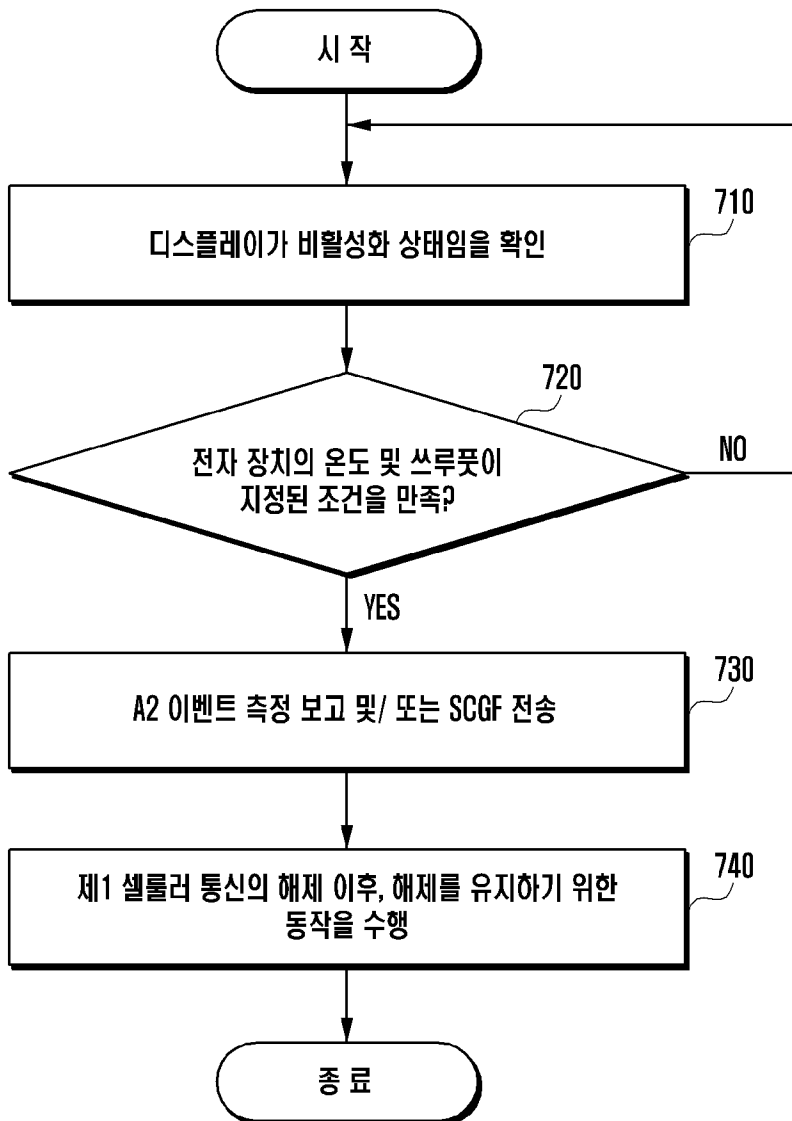 시 작
디스플레이가 비활성화 상태임을 확인
710
720
전자 장치의 온도 및 쓰루풋이
지정된 조건을 만족?
NO
YES
A2 이벤트 측정 보고 및/ 또는 SCGF 전송
730
제1 셀룰러 통신의 해제 이후, 해제를 유지하기 위한
동작을 수행
740
종 료